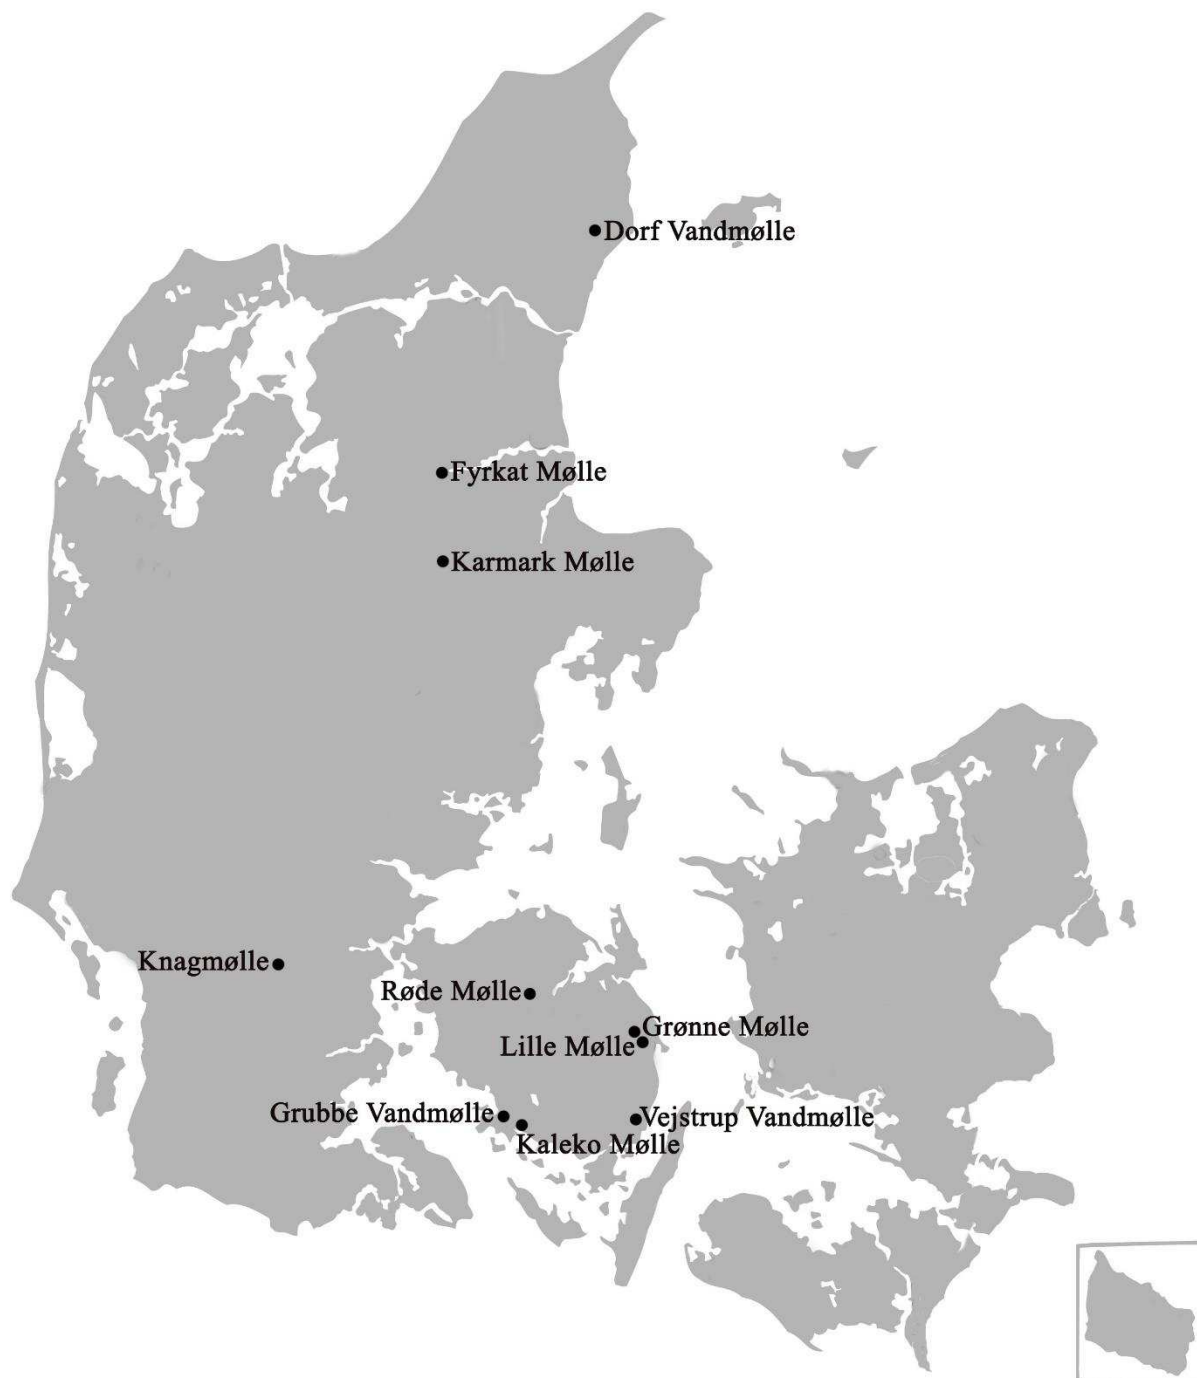 Dorf Vandmølle
Fyrkat Mølle
Karmark Mølle
Knagmølle
Røde Mølle
Grønne Mølle
Lille Mølle
Grubbe Vandmølle
Vejstrup Vandmølle
Kaleko Mølle